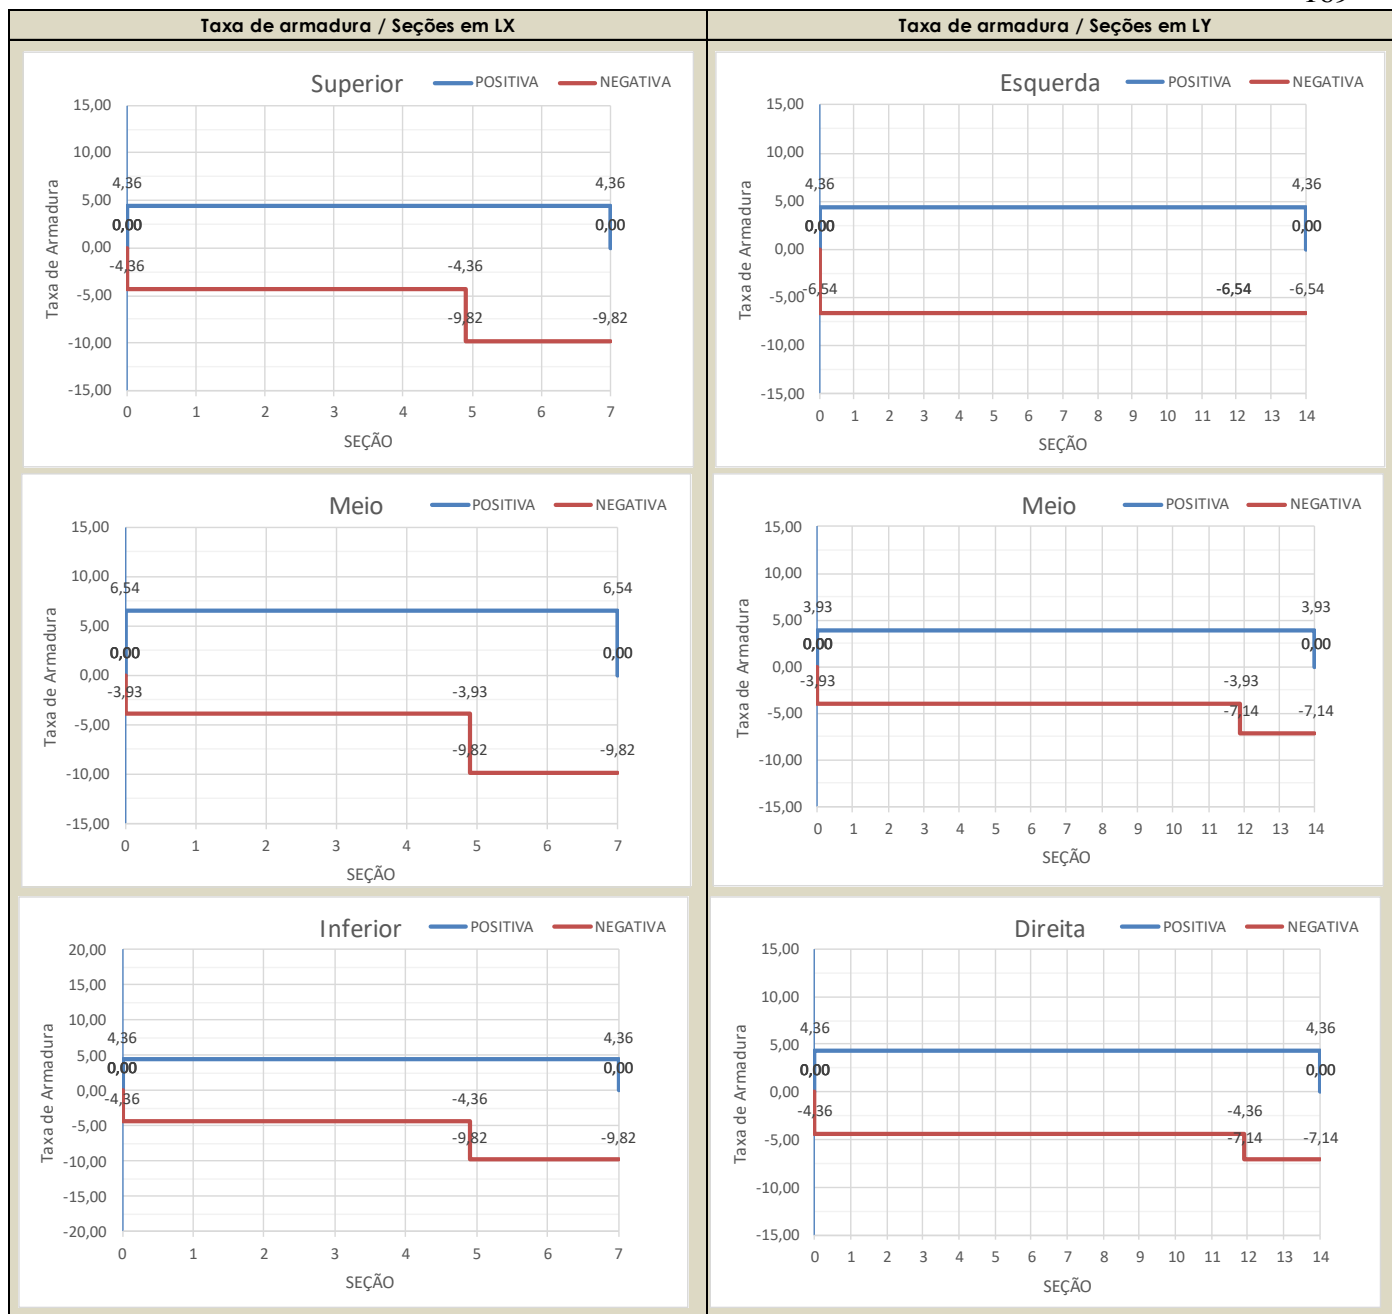 Taxa de armadura / Seções em LX
Taxa de armadura / Seções em LY
Superior
POSITIVA
NEGATIVA
Taxa de Armadura
15,00
10,00
5,00
0,00
-5,00
-10,00
-15,00
4,36
4,36
0,00
0,00
-4,36
-4,36
-9,82
-9,82
0 1 2 3 4 5 6 7
SEÇÃO
Esquerda
POSITIVA
NEGATIVA
Taxa de Armadura
15,00
10,00
5,00
0,00
-5,00
-10,00
-15,00
4,36
4,36
0,00
0,00
-6,54
-6,54
-6,54
0 1 2 3 4 5 6 7 8 9 10 11 12 13 14
SEÇÃO
Meio
POSITIVA
NEGATIVA
Taxa de Armadura
15,00
10,00
5,00
0,00
-5,00
-10,00
-15,00
6,54
6,54
0,00
0,00
-3,93
-3,93
-9,82
-9,82
0 1 2 3 4 5 6 7
SEÇÃO
Meio
POSITIVA
NEGATIVA
Taxa de Armadura
15,00
10,00
5,00
0,00
-5,00
-10,00
-15,00
3,93
3,93
0,00
0,00
-3,93
-3,93
-7,14
-7,14
0 1 2 3 4 5 6 7 8 9 10 11 12 13 14
SEÇÃO
Inferior
POSITIVA
NEGATIVA
Taxa de Armadura
20,00
15,00
10,00
5,00
0,00
-5,00
-10,00
-15,00
-20,00
4,36
4,36
0,00
0,00
-4,36
-4,36
-9,82
-9,82
0 1 2 3 4 5 6 7
SEÇÃO
Direita
POSITIVA
NEGATIVA
Taxa de Armadura
15,00
10,00
5,00
0,00
-5,00
-10,00
-15,00
4,36
4,36
0,00
0,00
-4,36
-4,36
-7,14
-7,14
0 1 2 3 4 5 6 7 8 9 10 11 12 13 14
SEÇÃO